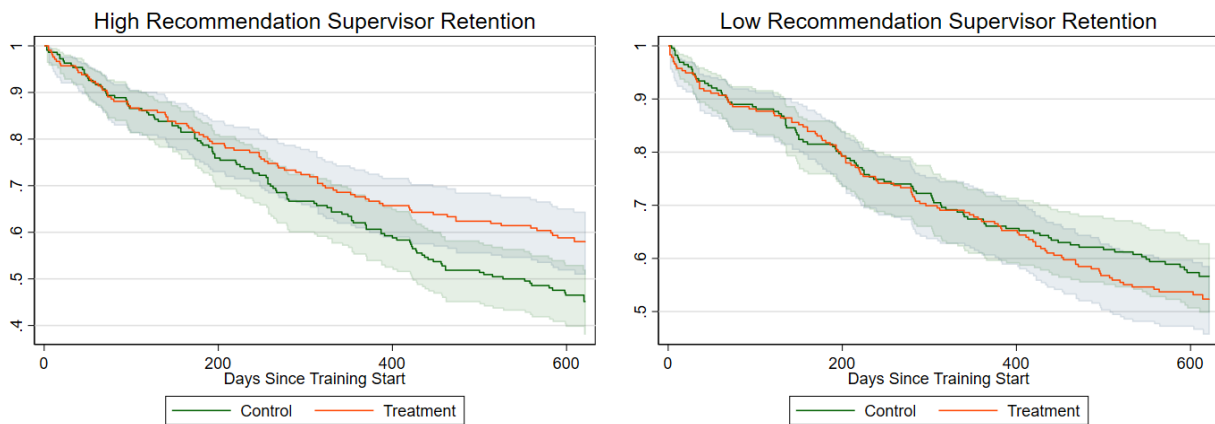 High Recommendation Supervisor Retention
1
.9
.8
.7
.6
.5
.4
0
200
400
600
Days Since Training Start
Control
Treatment
Low Recommendation Supervisor Retention
1
.9
.8
.7
.6
.5
0
200
400
600
Days Since Training Start
Control
Treatment